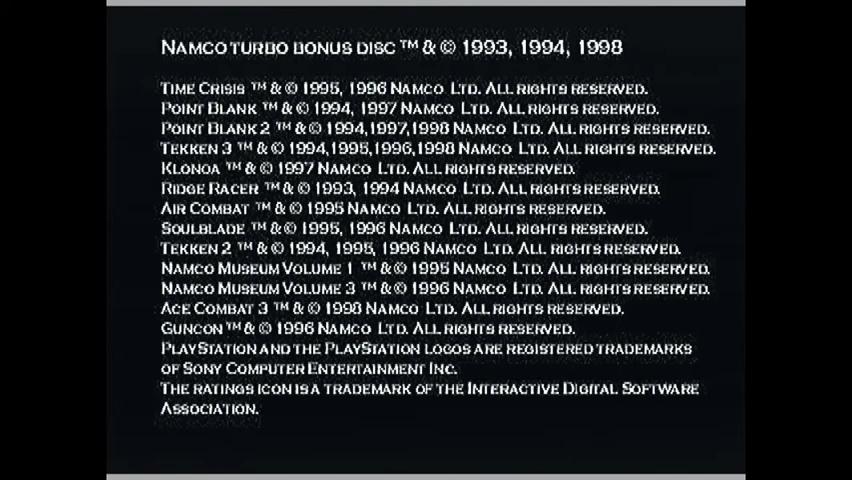 NAMCO TURBO BONUS DISC ™ & © 1993, 1994, 1998
TIME CRISIS ™ & © 1995, 1996 NAMCO LTD. ALL RIGHTS RESERVED.
POINT BLANK ™ & © 1994, 1997 NAMCO LTD. ALL RIGHTS RESERVED.
POINT BLANK 2 ™ & © 1994,1997,1998 NAMCO LTD. ALL RIGHTS RESERVED.
TEKKEN 3 ™ & © 1994,1995,1996,1998 NAMCO LTD. ALL RIGHTS RESERVED.
KLONOA ™ & © 1997 NAMCO LTD. ALL RIGHTS RESERVED.
RIDGE RACER ™ & © 1993, 1994 NAMCO LTD. ALL RIGHTS RESERVED.
AIR COMBAT ™ & © 1995 NAMCO LTD. ALL RIGHTS RESERVED.
SOULBLADE ™ & © 1995, 1996 NAMCO LTD. ALL RIGHTS RESERVED.
TEKKEN 2 ™ & © 1994, 1995, 1996 NAMCO LTD. ALL RIGHTS RESERVED.
NAMCO MUSEUM VOLUME 1 ™ & © 1995 NAMCO LTD. ALL RIGHTS RESERVED.
NAMCO MUSEUM VOLUME 3 ™ & © 1996 NAMCO LTD. ALL RIGHTS RESERVED.
ACE COMBAT 3 ™ & © 1998 NAMCO LTD. ALL RIGHTS RESERVED.
GUNCON ™ & © 1996 NAMCO LTD. ALL RIGHTS RESERVED.
PLAYSTATION AND THE PLAYSTATION LOGOS ARE REGISTERED TRADEMARKS
OF SONY COMPUTER ENTERTAINMENT INC.
THE RATINGS ICON IS A TRADEMARK OF THE INTERACTIVE DIGITAL SOFTWARE
ASSOCIATION.